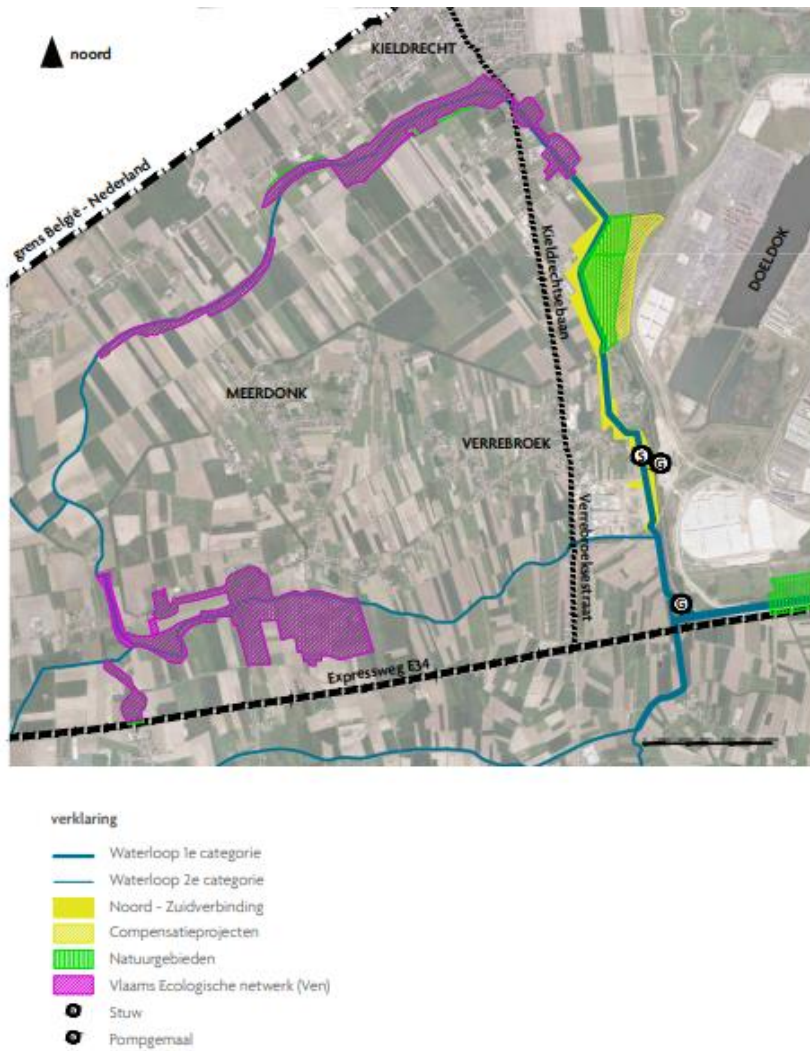 noord
KIELDRECHT
grens België - Nederland
Kieldrechtsebaan
DOELDOK
MEERDONK
VERREBROEK
S
G
Verrebroeksestraat
G
Expressweg E34
verklaring
Waterloop 1e categorie
Waterloop 2e categorie
Noord - Zuidverbinding
Compensatieprojecten
Natuurgebieden
Vlaams Ecologische netwerk (Ven)
Stuw
Pompgemaal